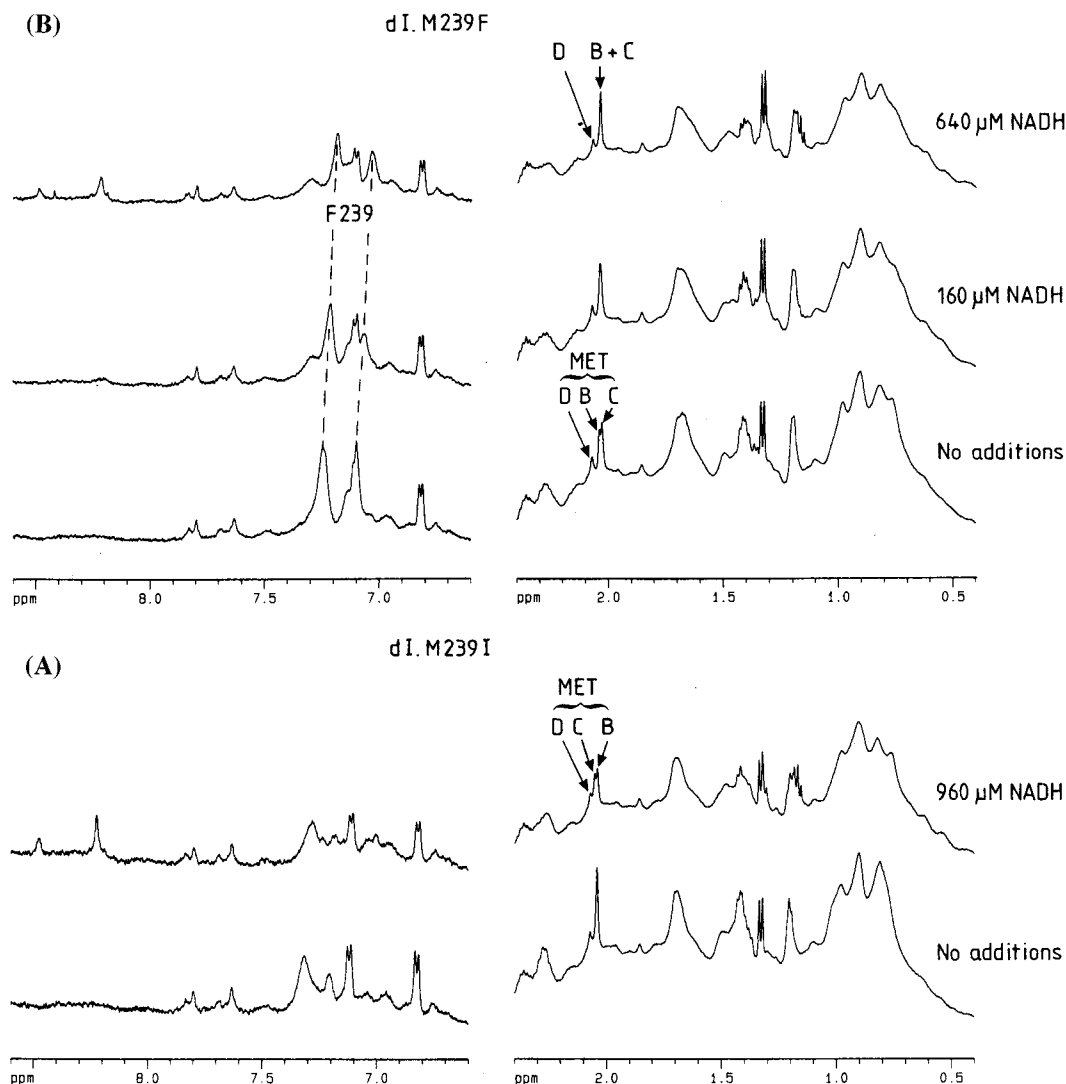 (B)
dI.M239F
D B+C
640 µM NADH
F239
160 µM NADH
MET
D B C
No additions
ppm 8.0 7.5 7.0
ppm 2.0 1.5 1.0 0.5
(A)
dI.M239I
MET
D C B
960 µM NADH
No additions
ppm 8.0 7.5 7.0
ppm 2.0 1.5 1.0 0.5